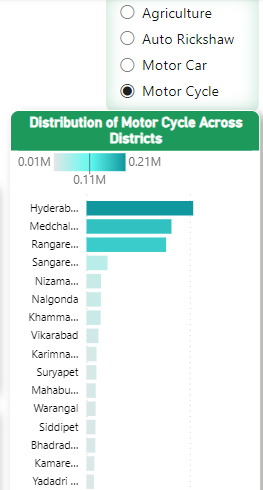 Agriculture
Auto Rickshaw
Motor Car
Motor Cycle
Distribution of Motor Cycle Across
Districts
0.01M 0.21M
0.11M
Hyderab...
Medchal...
Rangare...
Sangare...
Nizama...
Nalgonda
Khamma...
Vikarabad
Karimna...
Suryapet
Mahabu...
Warangal
Siddipet
Bhadrad...
Kamare...
Yadadri ...